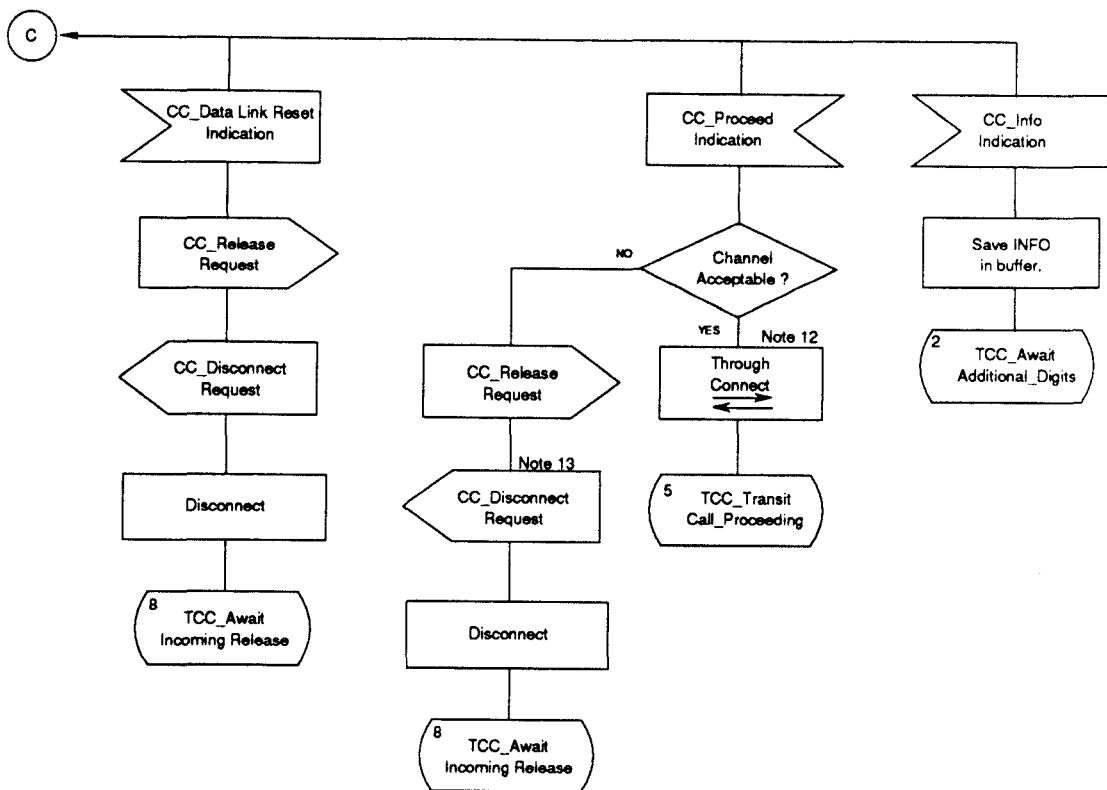 C
CC_Data Link Reset
Indication
CC_Release
Request
CC_Disconnect
Request
Disconnect
8
TCC_Await
Incoming Release
CC_Proceed
Indication
Channel
Acceptable ?
NO
YES
CC_Release
Request
Note 13
CC_Disconnect
Request
Disconnect
8
TCC_Await
Incoming Release
Note 12
Through
Connect
5
TCC_Transit
Call_Proceeding
CC_Info
Indication
Save INFO
in buffer.
2
TCC_Await
Additional_Digits